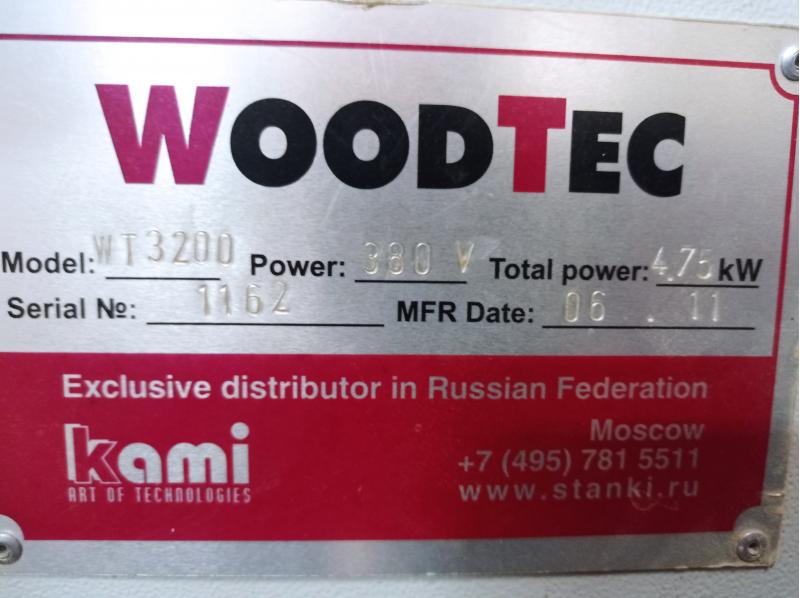 WOODTEC
Model: WT3200 Power: 380 V Total power: 4.75 kW
Serial №: 1162 MFR Date: 06 . 11
Exclusive distributor in Russian Federation
kami
ART OF TECHNOLOGIES
Moscow
+7 (495) 781 5511
www.stanki.ru